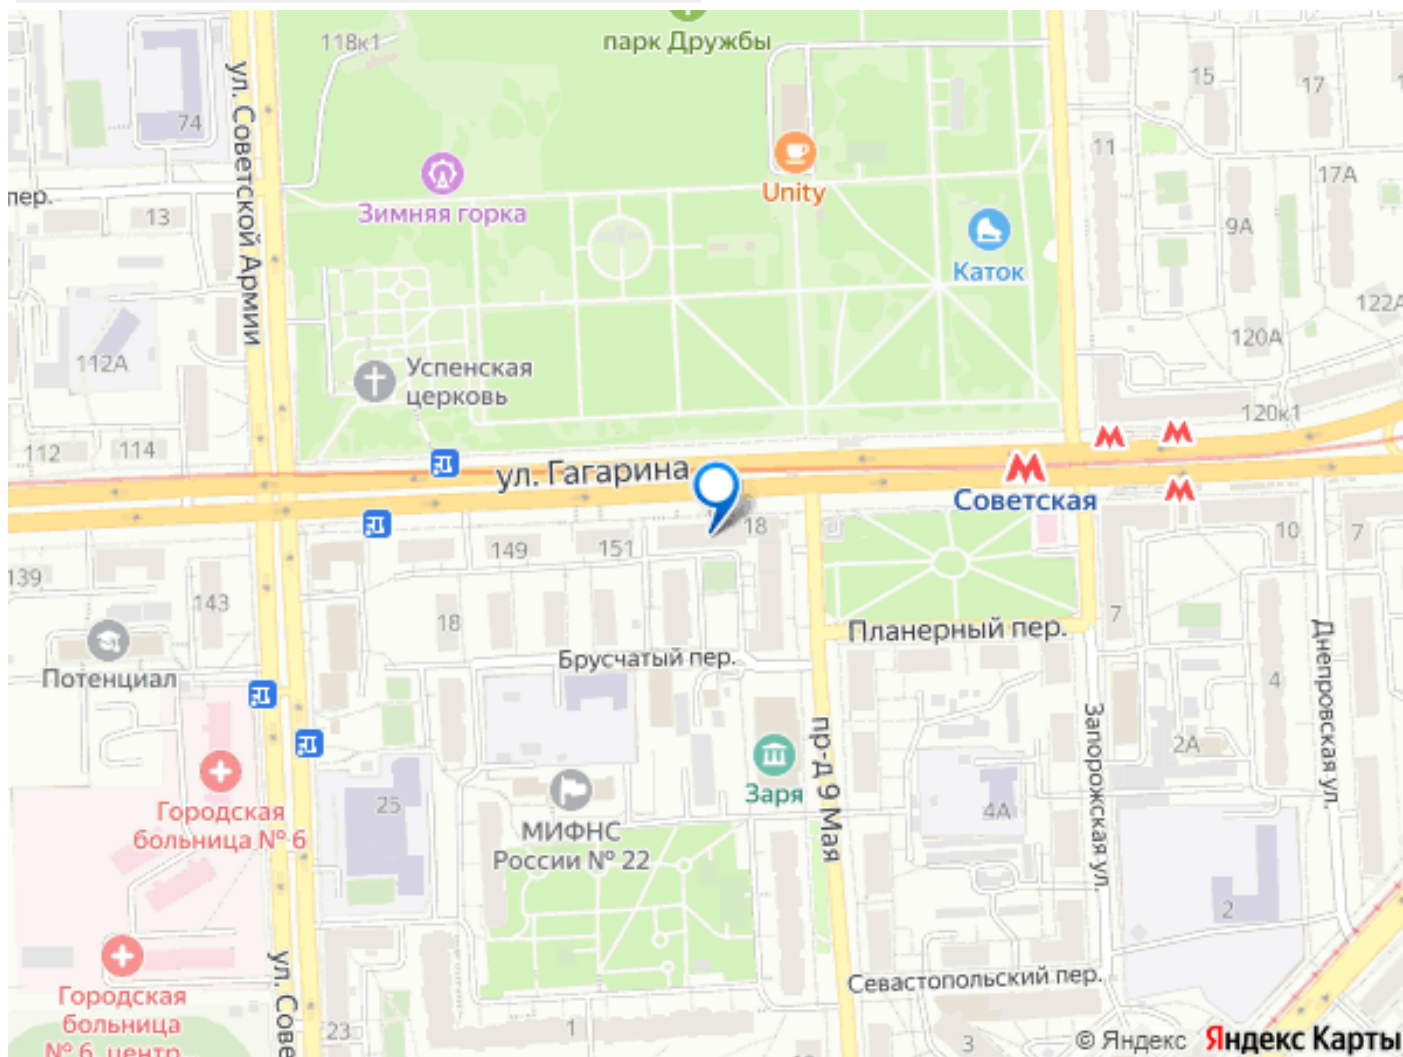 парк Дружбы
118к1
ул. Советской Армии
74
15
17
11
Unity
17А
пер.
13
Зимняя горка
9А
Каток
122А
120А
112А
Успенская
церковь
120к1
112
114
ул. Гагарина
Советская
18
149
151
10
7
139
143
18
7
Планерный пер.
Днепровская ул.
Потенциал
Брусчатый пер.
4
Запорожская ул.
пр-д 9 Мая
2А
Заря
25
4А
Городская
больница № 6
МИФНС
России № 22
2
ул. Сове
Севастопольский пер.
Городская
больница
№ 6, центр...
23
1
3
© Яндекс Яндекс Карты